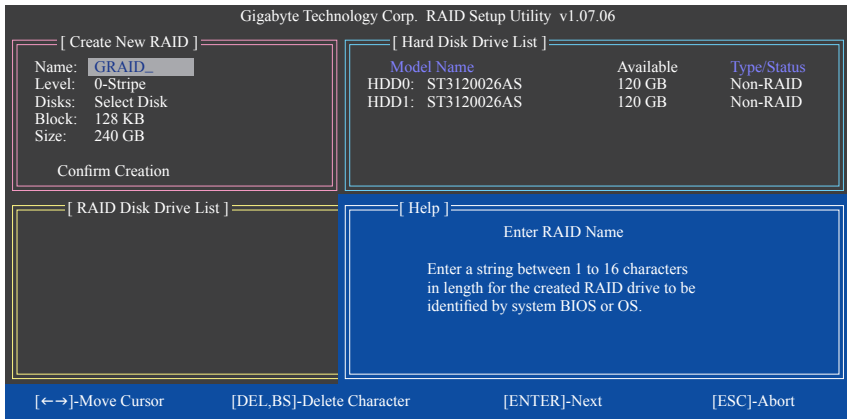 Gigabyte Technology Corp. RAID Setup Utility v1.07.06
[ Create New RAID ]
Name: GRAID_
Level: 0-Stripe
Disks: Select Disk
Block: 128 KB
Size: 240 GB
Confirm Creation
[ Hard Disk Drive List ]
Model Name Available Type/Status
HDD0: ST3120026AS 120 GB Non-RAID
HDD1: ST3120026AS 120 GB Non-RAID
[ RAID Disk Drive List ]
[ Help ]
Enter RAID Name
Enter a string between 1 to 16 characters
in length for the created RAID drive to be
identified by system BIOS or OS.
[←→]-Move Cursor [DEL,BS]-Delete Character [ENTER]-Next [ESC]-Abort